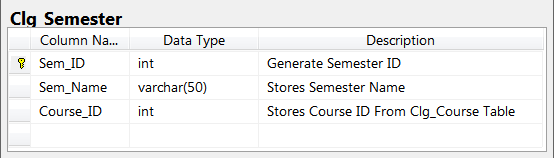 Clg_Semester
Column Na... Data Type Description
Sem_ID int Generate Semester ID
Sem_Name varchar(50) Stores Semester Name
Course_ID int Stores Course ID From Clg_Course Table